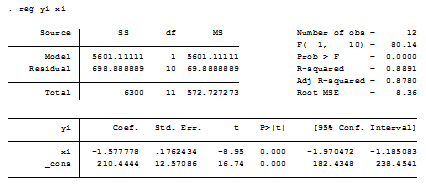 . reg yi xi
Source SS df MS Number of obs = 12
F( 1, 10) = 80.14
Model 5601.11111 1 5601.11111 Prob > F = 0.0000
Residual 698.888889 10 69.8888889 R-squared = 0.8891
Adj R-squared = 0.8780
Total 6300 11 572.727273 Root MSE = 8.36
yi Coef. Std. Err. t P>|t| [95% Conf. Interval]
xi -1.577778 .1762434 -8.95 0.000 -1.970472 -1.185083
_cons 210.4444 12.57086 16.74 0.000 182.4348 238.4541